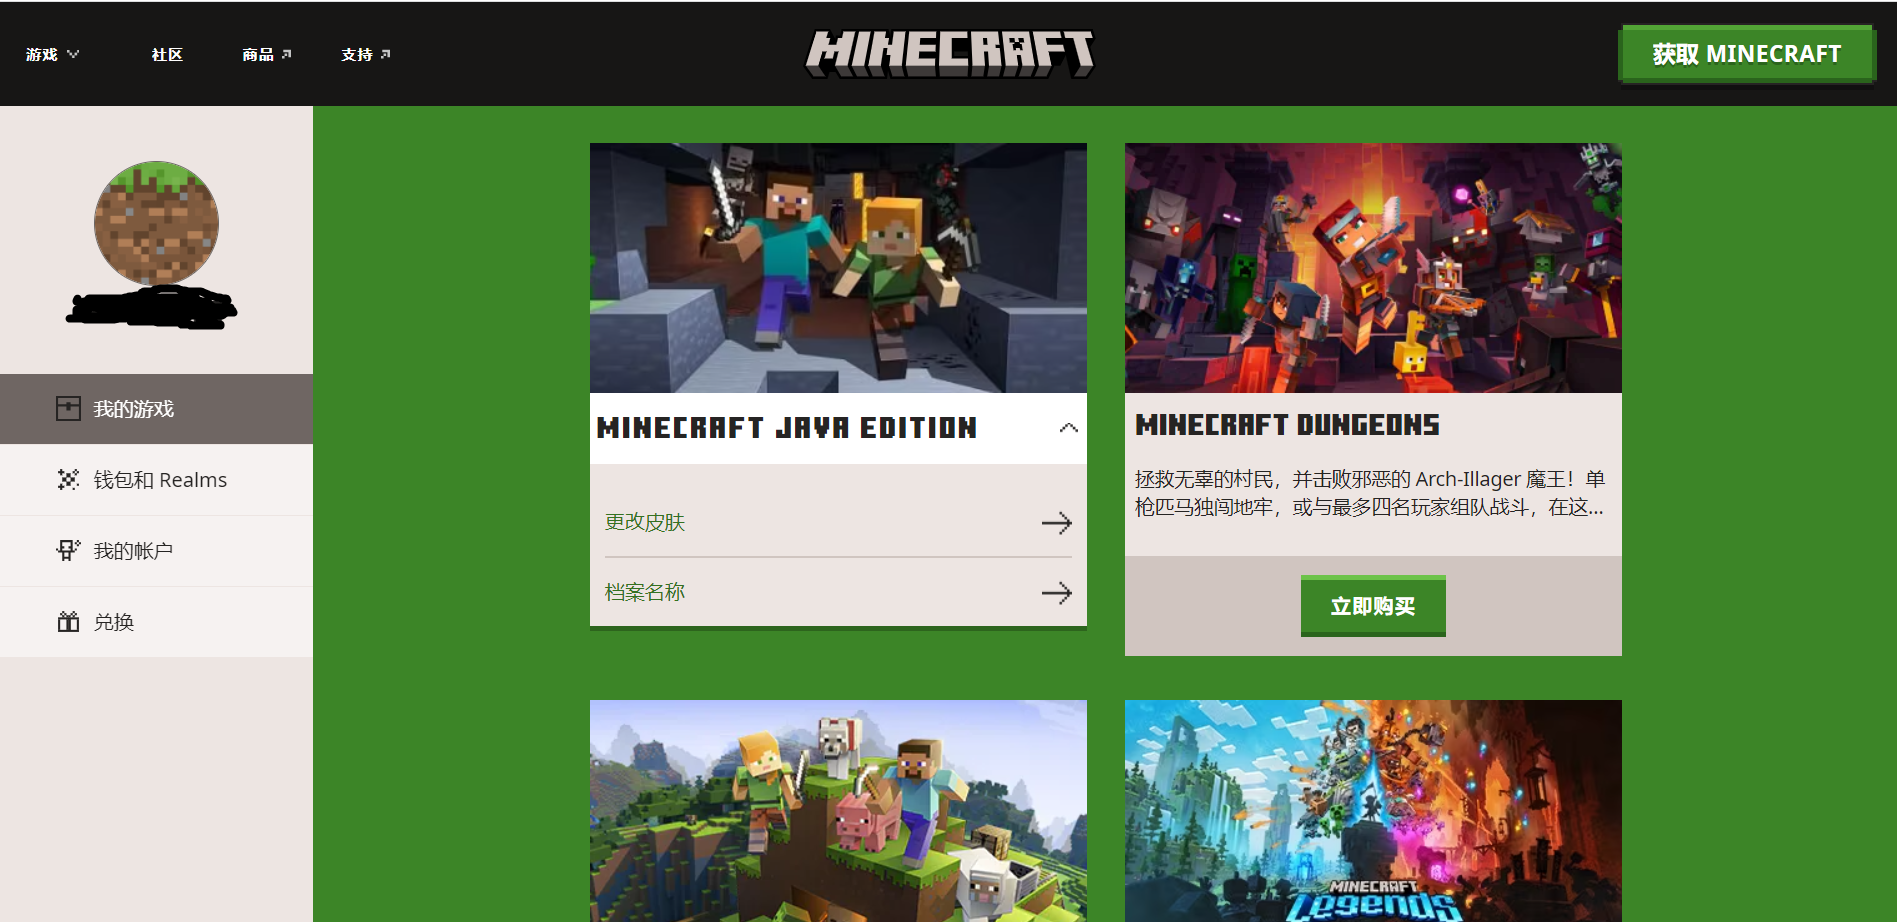 游戏
社区
商品
支持
MINECRAFT
获取 MINECRAFT
我的游戏
钱包和 Realms
我的帐户
兑换
MINECRAFT JAVA EDITION
更改皮肤
档案名称
MINECRAFT DUNGEONS
拯救无辜的村民，并击败邪恶的 Arch-Illager 魔王！单
枪匹马独闯地牢，或与最多四名玩家组队战斗，在这...
立即购买
MINECRAFT
Legends